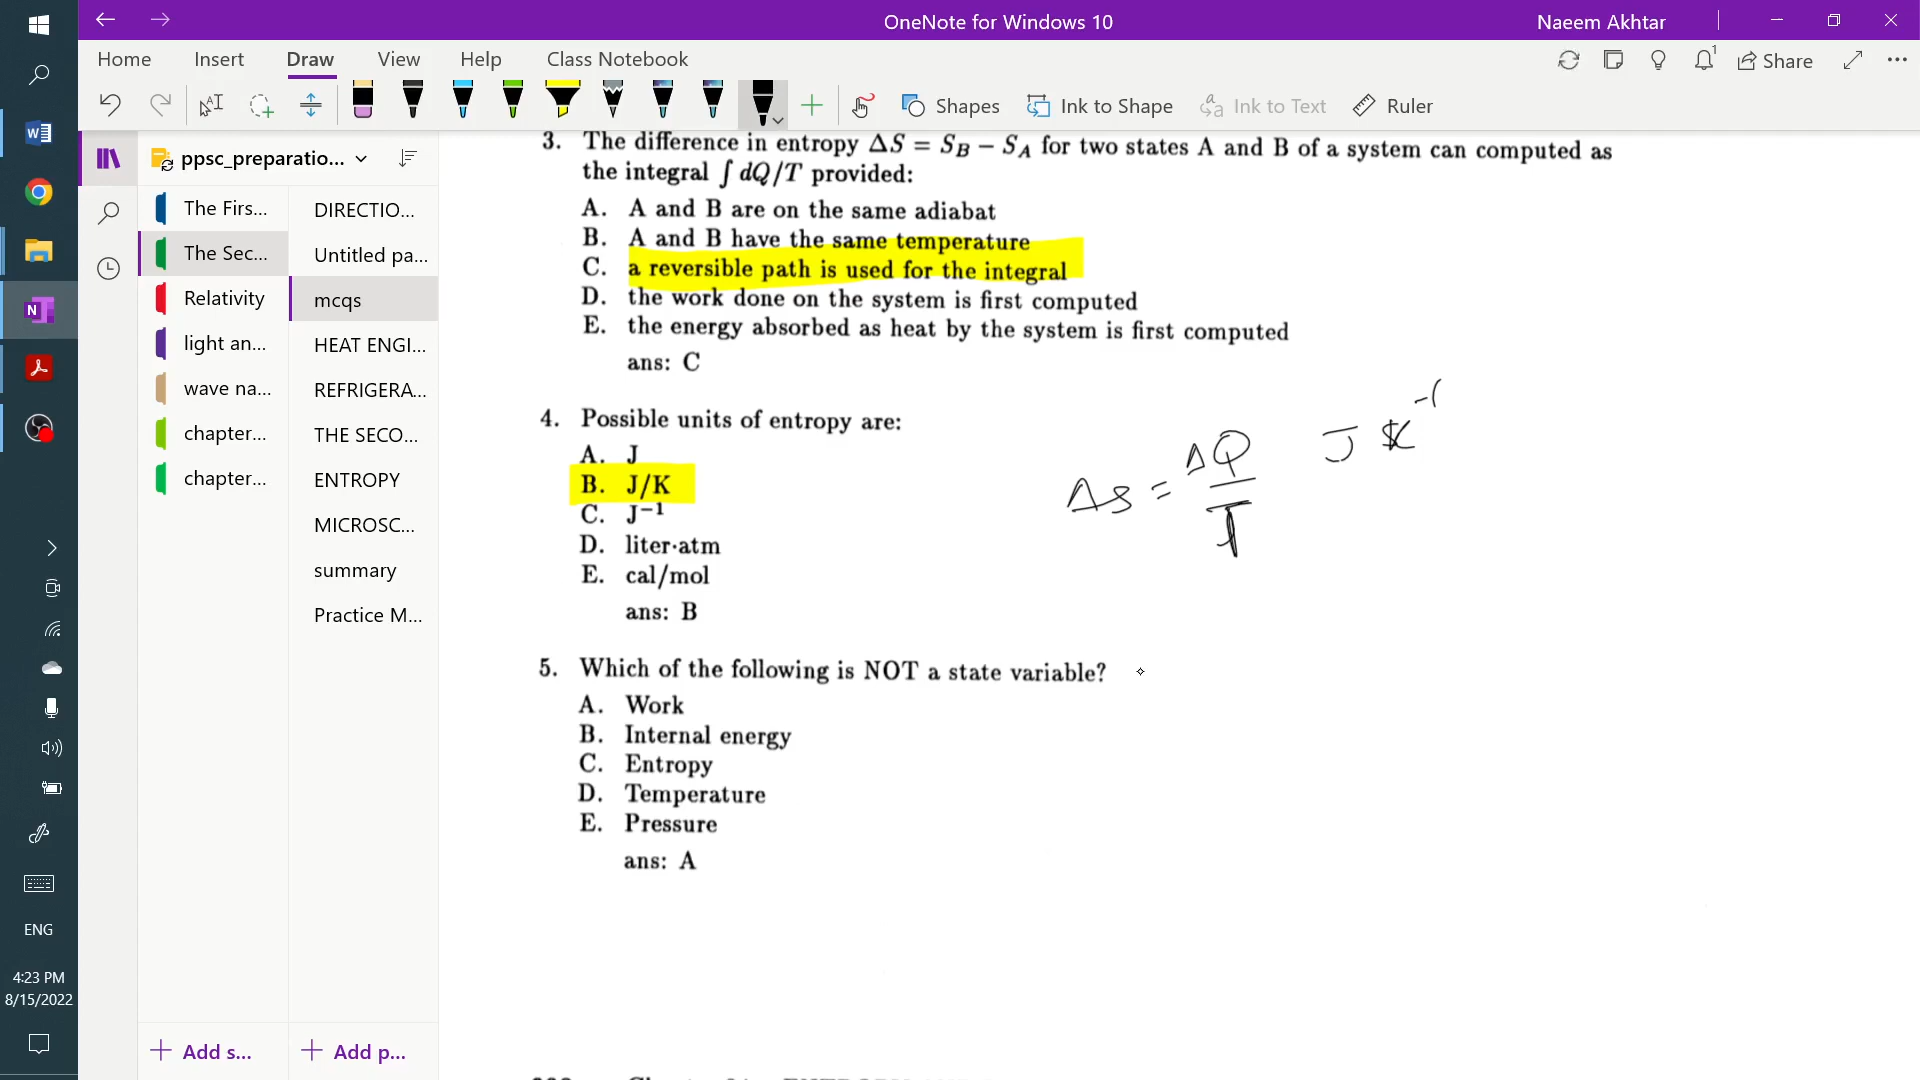 OneNote for Windows 10
Naeem Akhtar
Home Insert Draw View Help Class Notebook
Share
Shapes Ink to Shape Ink to Text Ruler
ppsc_preparatio...
The Firs...
The Sec...
Relativity
light an...
wave na...
chapter...
chapter...
Add s...
DIRECTIO...
Untitled pa...
mcqs
HEAT ENGI...
REFRIGERA...
THE SECO...
ENTROPY
MICROSC...
summary
Practice M...
Add p...
3. The difference in entropy ΔS = S_B − S_A for two states A and B of a system can computed as
the integral ∫ dQ/T provided:
A. A and B are on the same adiabat
B. A and B have the same temperature
C. a reversible path is used for the integral
D. the work done on the system is first computed
E. the energy absorbed as heat by the system is first computed
ans: C
4. Possible units of entropy are:
A. J
B. J/K
C. J⁻¹
D. liter·atm
E. cal/mol
ans: B
ΔS = ΔQ/T
J K⁻¹
5. Which of the following is NOT a state variable?
A. Work
B. Internal energy
C. Entropy
D. Temperature
E. Pressure
ans: A
ENG
4:23 PM
8/15/2022